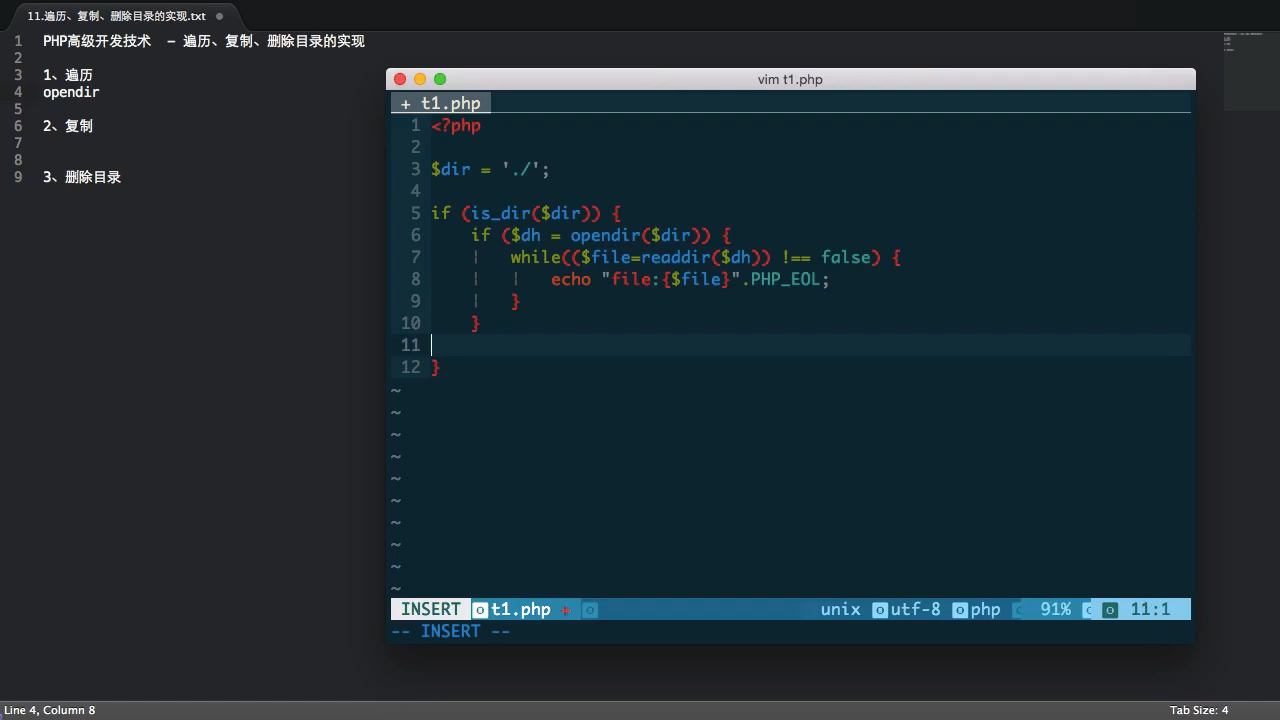 11.遍历、复制、删除目录的实现.txt
1 PHP高级开发技术 – 遍历、复制、删除目录的实现
2
3 1、遍历
4 opendir
5
6 2、复制
7
8
9 3、删除目录
vim t1.php
+ t1.php
1 <?php
2
3 $dir = './';
4
5 if (is_dir($dir)) {
6     if ($dh = opendir($dir)) {
7         while(($file=readdir($dh)) !== false) {
8             echo "file:{$file}".PHP_EOL;
9         }
10     }
11
12 }
~
~
~
~
~
~
~
~
~
~
INSERT t1.php + unix utf-8 php 91% 11:1
-- INSERT --
Line 4, Column 8 Tab Size: 4